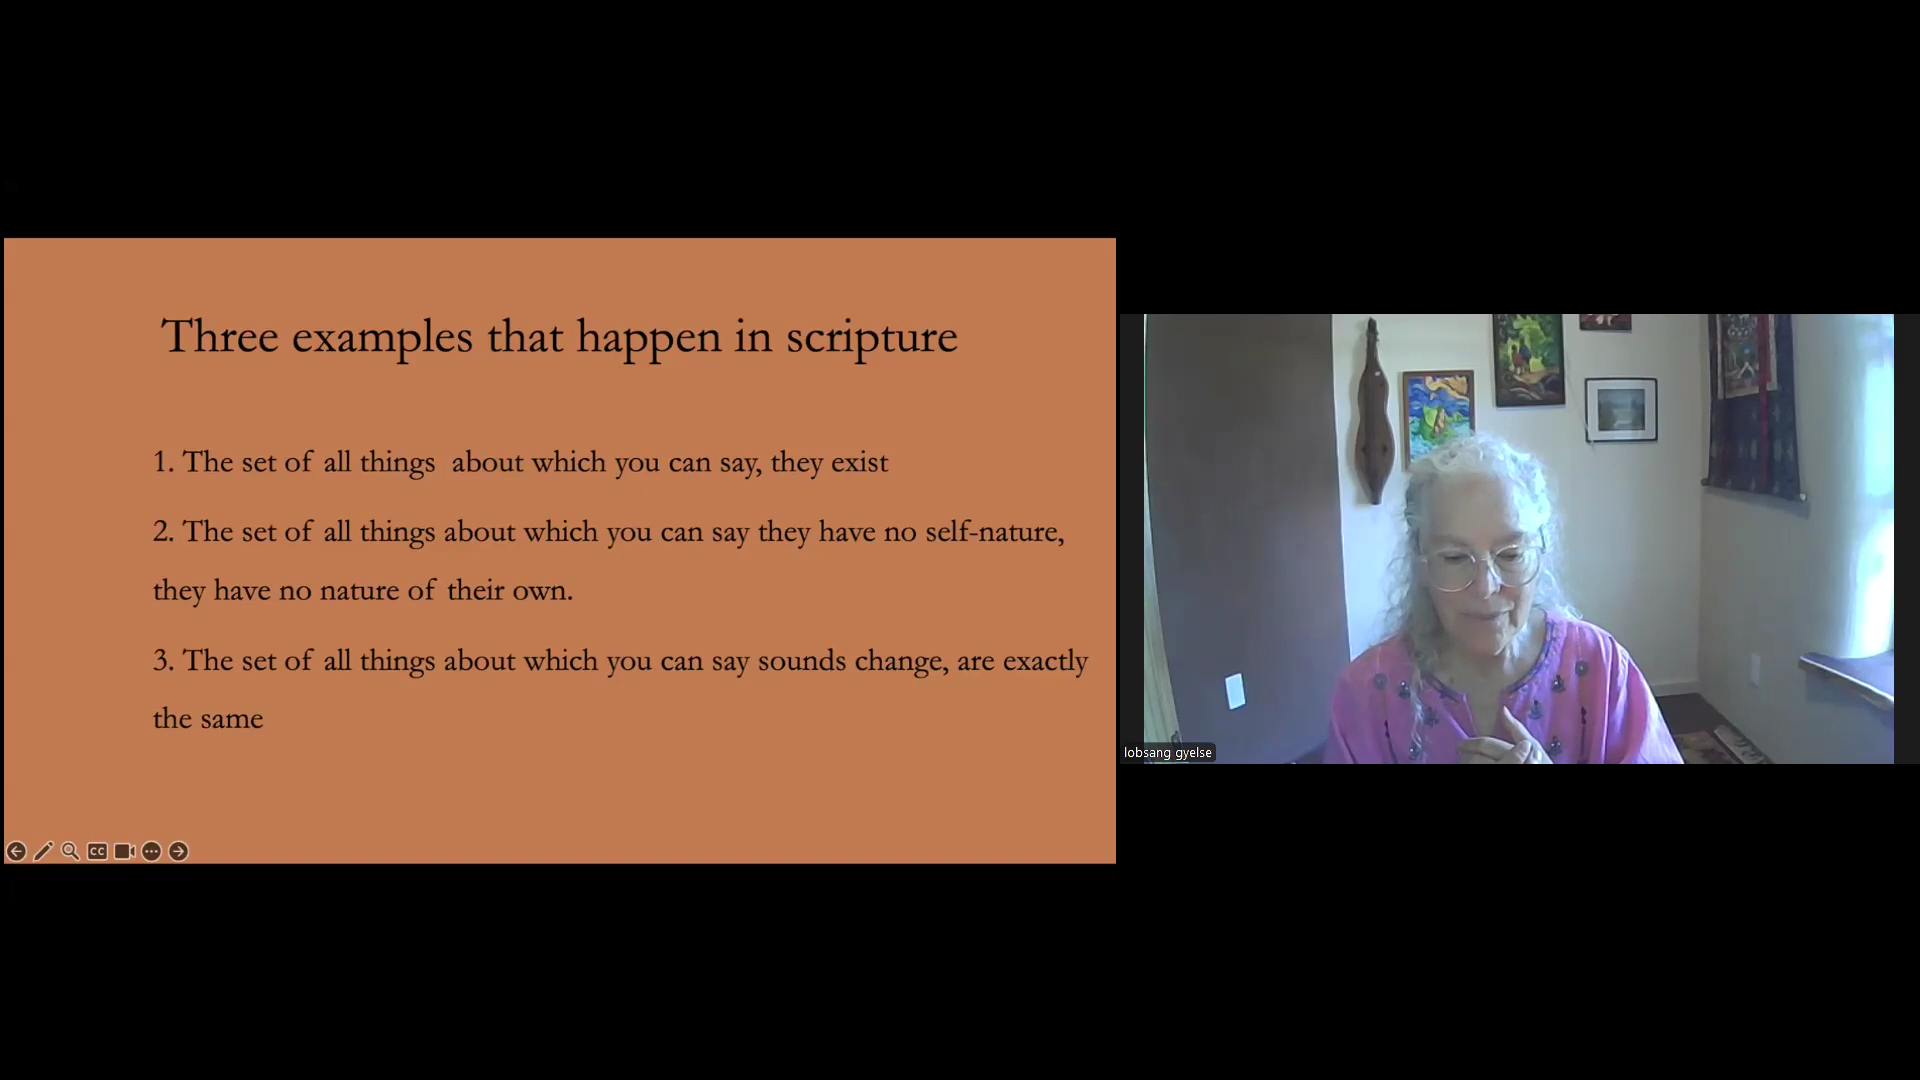 Three examples that happen in scripture
1. The set of all things about which you can say, they exist
2. The set of all things about which you can say they have no self-nature,
they have no nature of their own.
3. The set of all things about which you can say sounds change, are exactly
the same
CC
lobsang gyelse